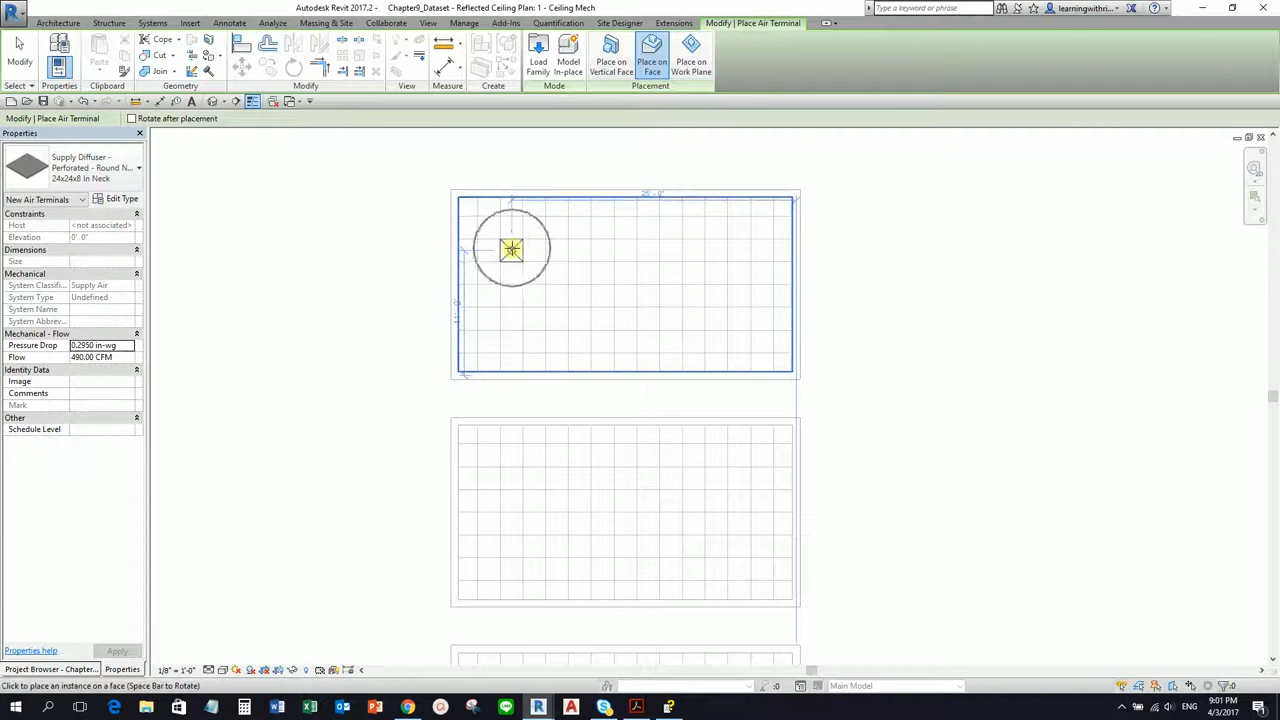 Autodesk Revit 2017.2 - Chapter9_Dataset - Reflected Ceiling Plan: 1 - Ceiling Mech
Type a keyword or phrase
learningwithri...
Architecture Structure Systems Insert Annotate Analyze Massing & Site Collaborate View Manage Add-Ins Quantification Site Designer Extensions Modify | Place Air Terminal
Modify
Paste
Cope
Cut
Join
Load Family
Model In-place
Place on Vertical Face
Place on Face
Place on Work Plane
Select Properties Clipboard Geometry Modify View Measure Create Mode Placement
Modify | Place Air Terminal
Rotate after placement
Properties
Supply Diffuser -
Perforated - Round N...
24x24x8 In Neck
New Air Terminals
Edit Type
Constraints
Host <not associated>
Elevation 0' 0"
Dimensions
Size
Mechanical
System Classifi... Supply Air
System Type Undefined
System Name
System Abbrev...
Mechanical - Flow
Pressure Drop 0.2950 in-wg
Flow 490.00 CFM
Identity Data
Image
Comments
Mark
Other
Schedule Level
Properties help
Apply
Project Browser - Chapter...
Properties
1/8" = 1'-0"
Click to place an instance on a face (Space Bar to Rotate)
:0
Main Model
:0
9:01 PM
4/3/2017